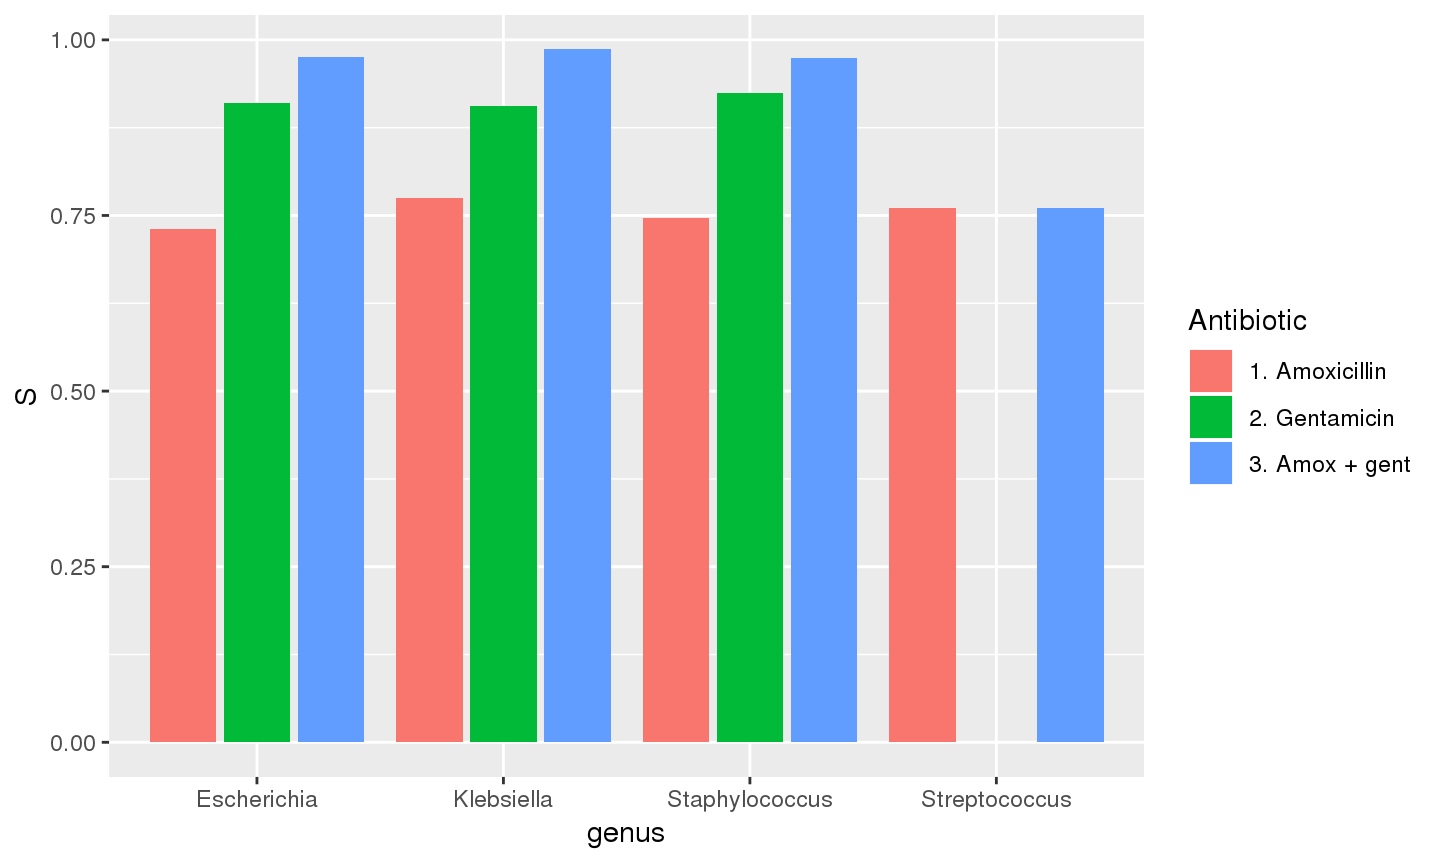 1.00
0.75
0.50
0.25
0.00
S
Escherichia Klebsiella Staphylococcus Streptococcus
genus
Antibiotic
1. Amoxicillin
2. Gentamicin
3. Amox + gent